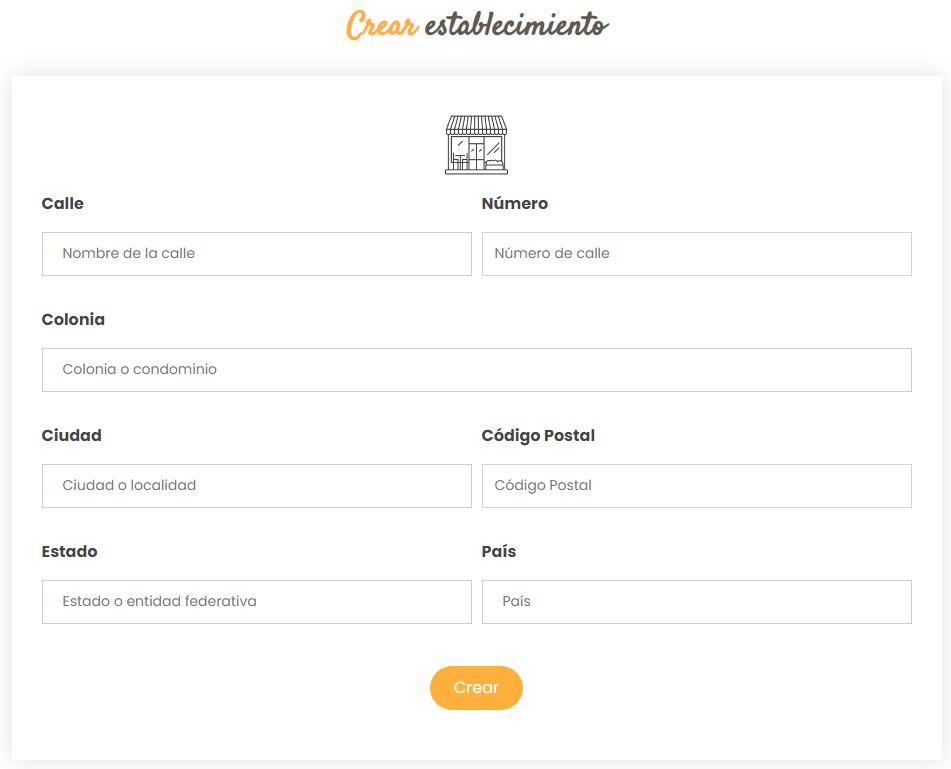 Crear establecimiento
Calle
Número
Nombre de la calle
Número de calle
Colonia
Colonia o condominio
Ciudad
Código Postal
Ciudad o localidad
Código Postal
Estado
País
Estado o entidad federativa
País
Crear